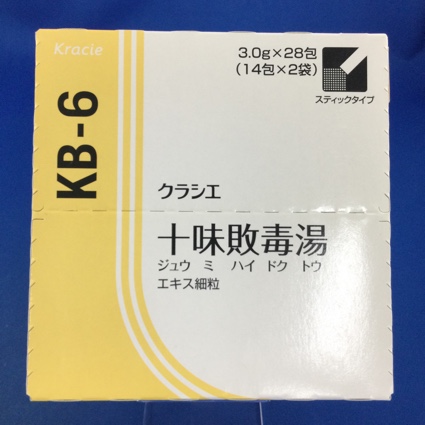 Kracie
KB-6
3.0g×28包
(14包×2袋)
スティックタイプ
クラシエ
十味敗毒湯
ジュウ ミ ハイ ドク トウ
エキス細粒